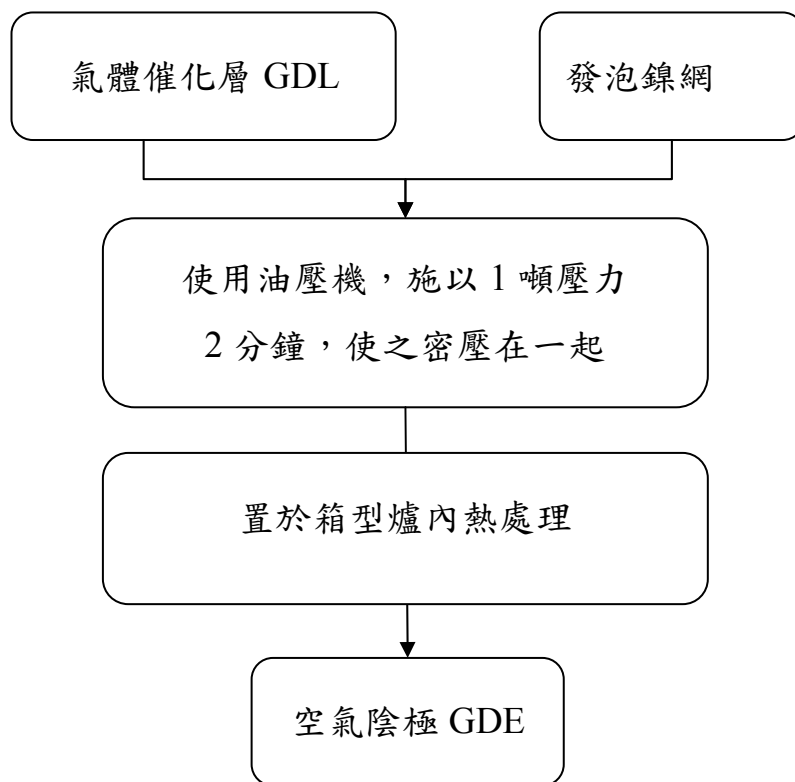 氣體催化層 GDL
發泡鎳網
使用油壓機，施以 1 噸壓力
2 分鐘，使之密壓在一起
置於箱型爐內熱處理
空氣陰極 GDE